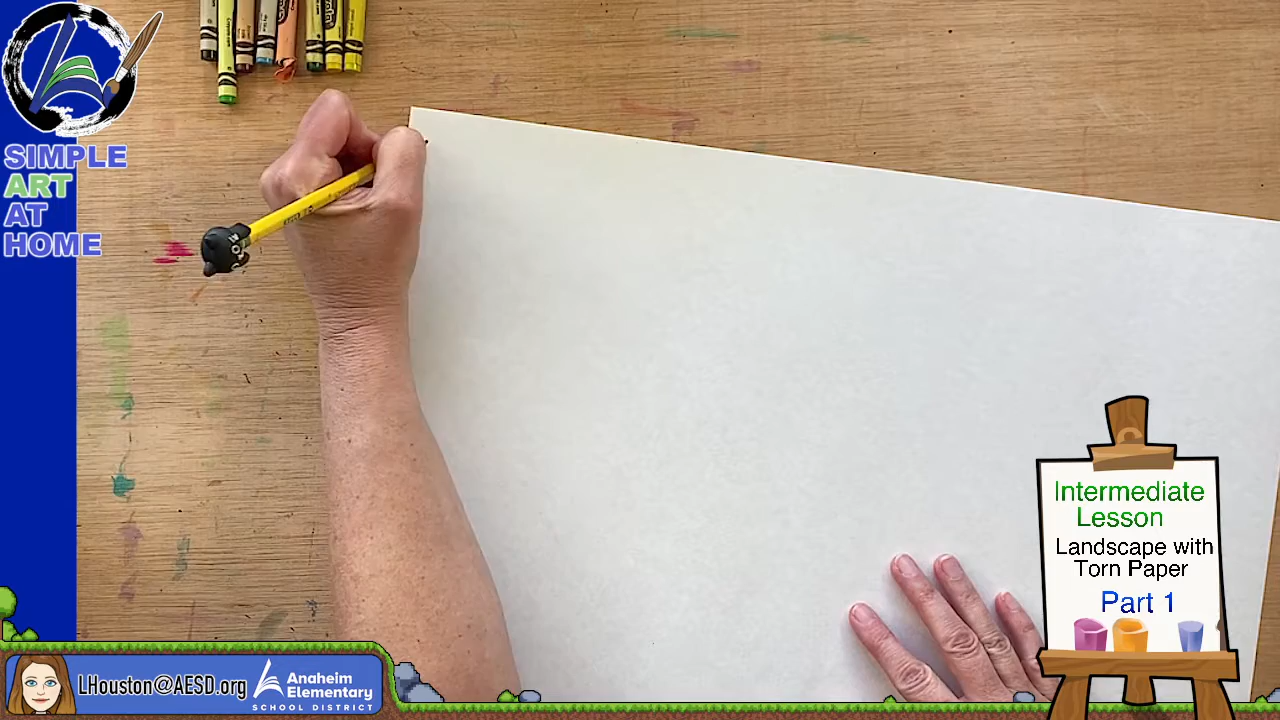 SIMPLE
ART
AT
HOME
Intermediate
Lesson
Landscape with
Torn Paper
Part 1
LHouston@AESD.org
Anaheim
Elementary
SCHOOL DISTRICT